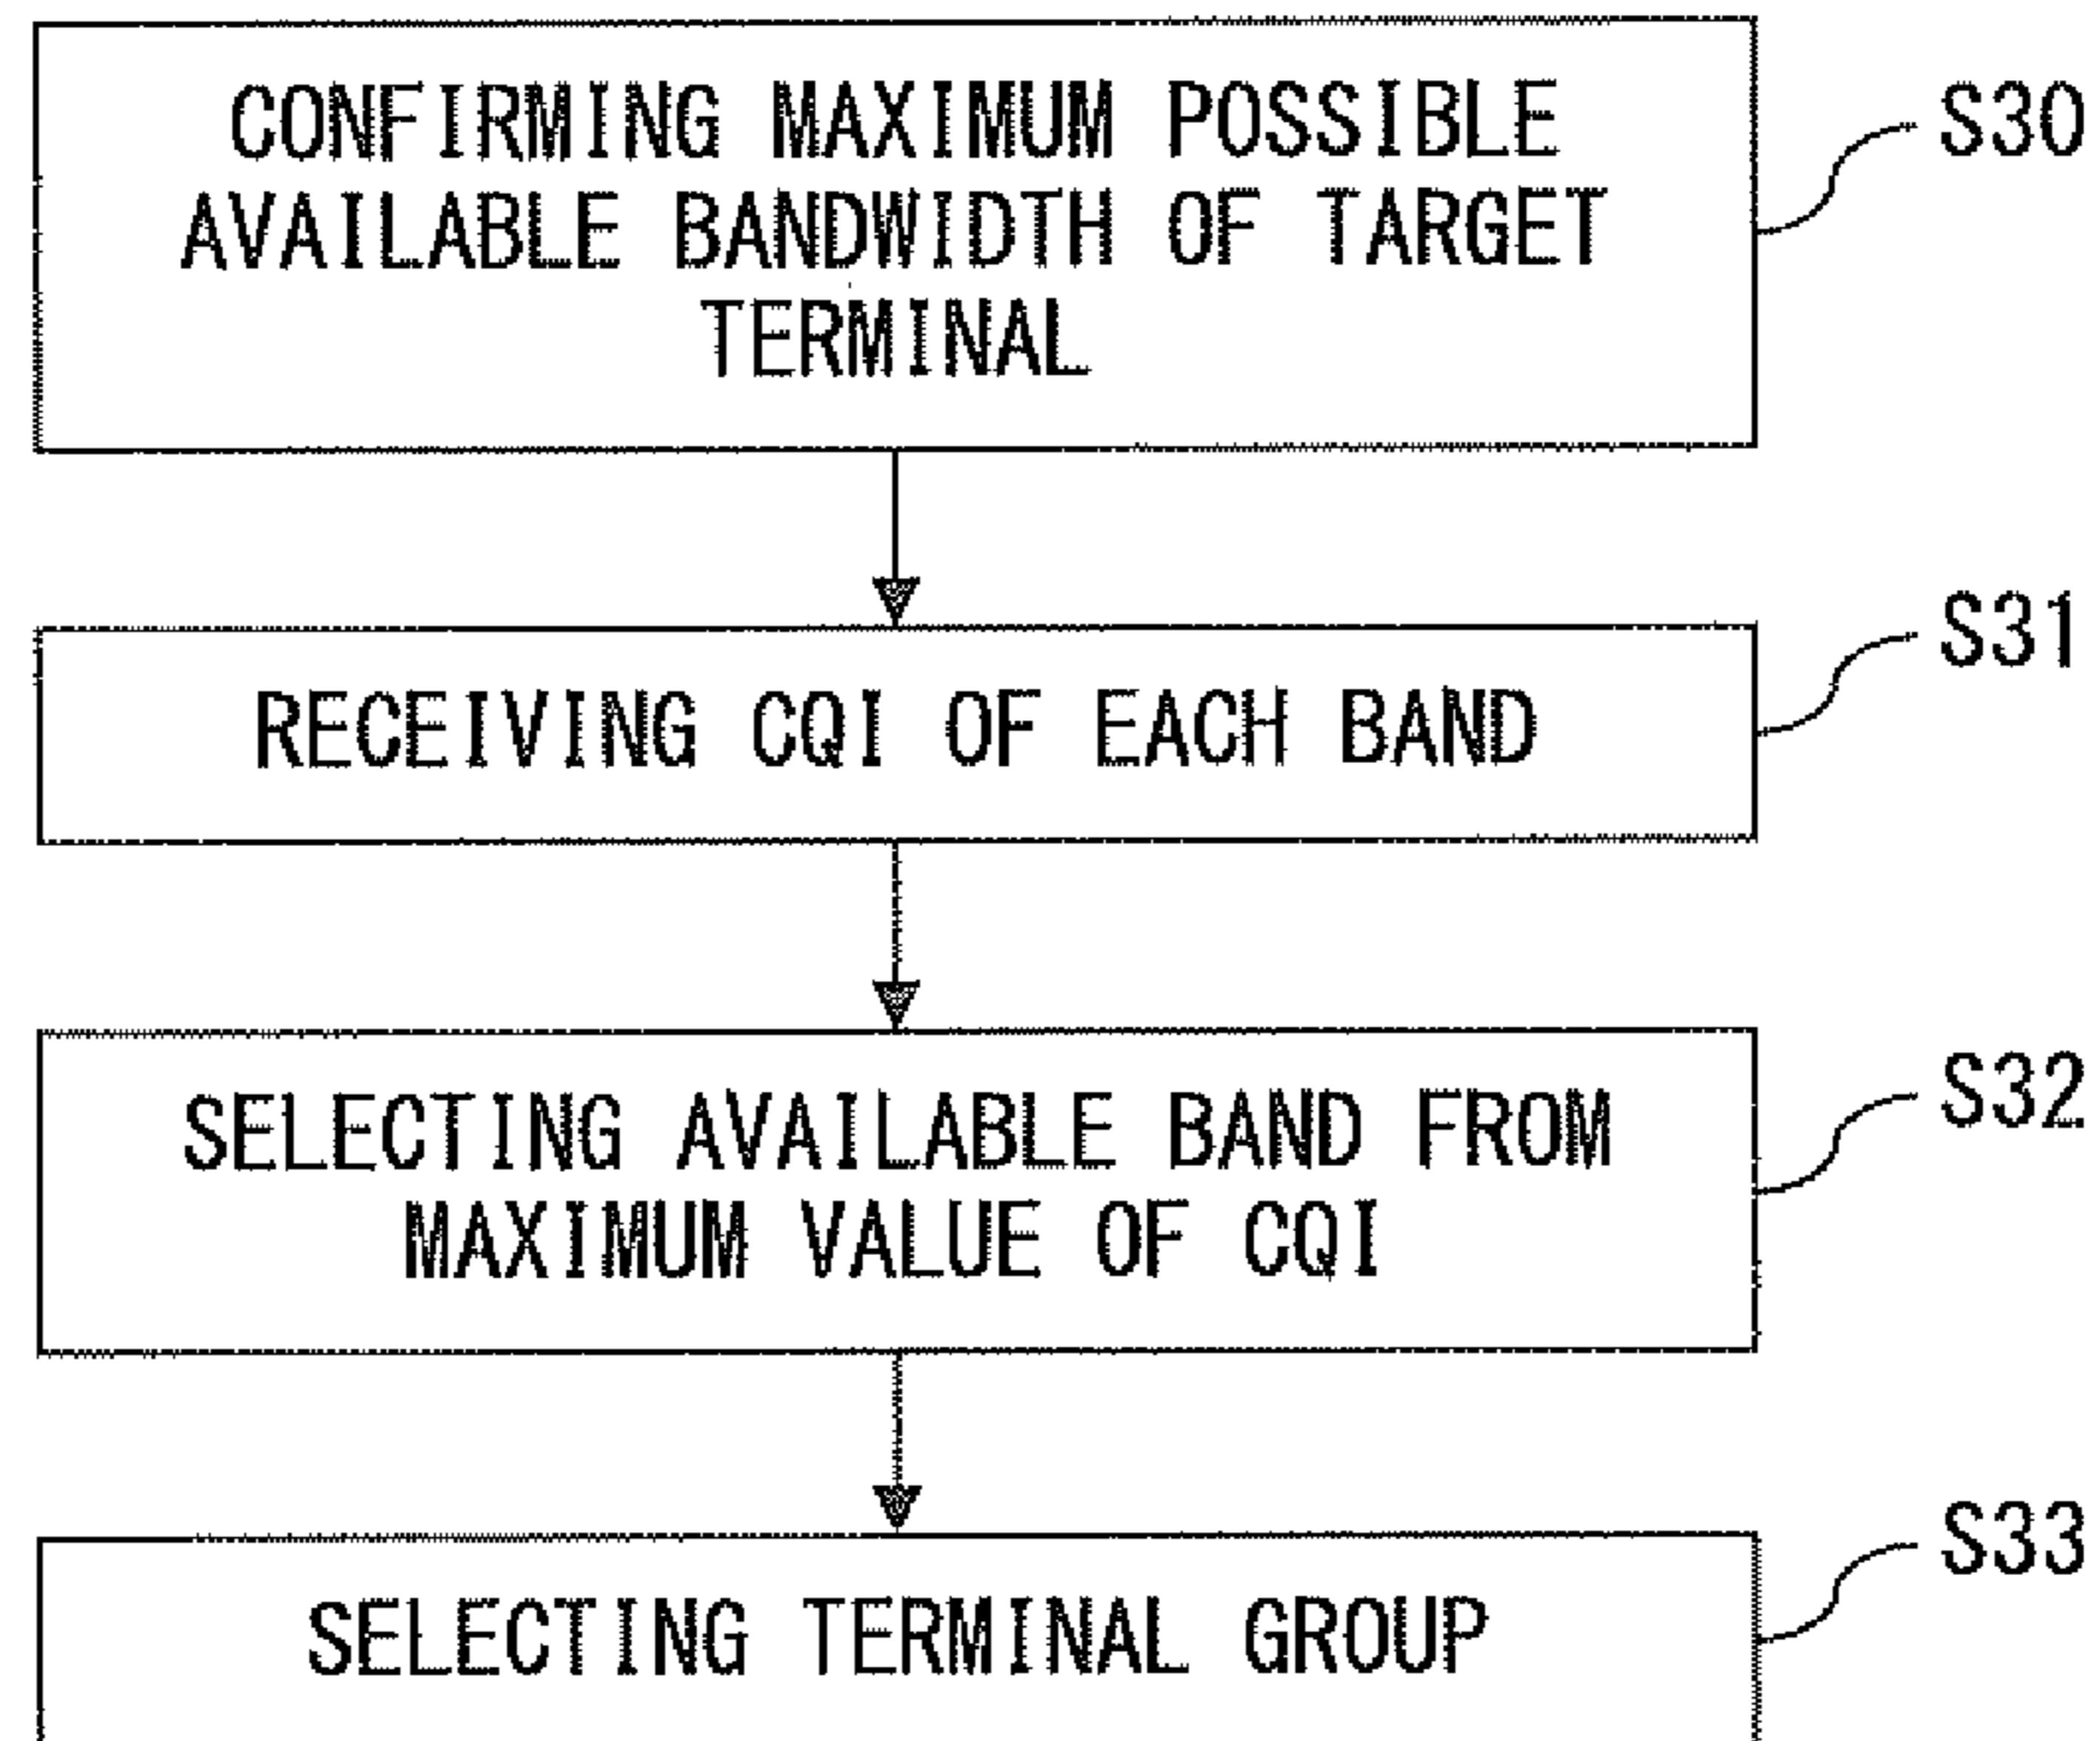 CONFIRMING MAXIMUM POSSIBLE
AVAILABLE BANDWIDTH OF TARGET
TERMINAL
S30
RECEIVING CQI OF EACH BAND
S31
SELECTING AVAILABLE BAND FROM
MAXIMUM VALUE OF CQI
S32
SELECTING TERMINAL GROUP
S33